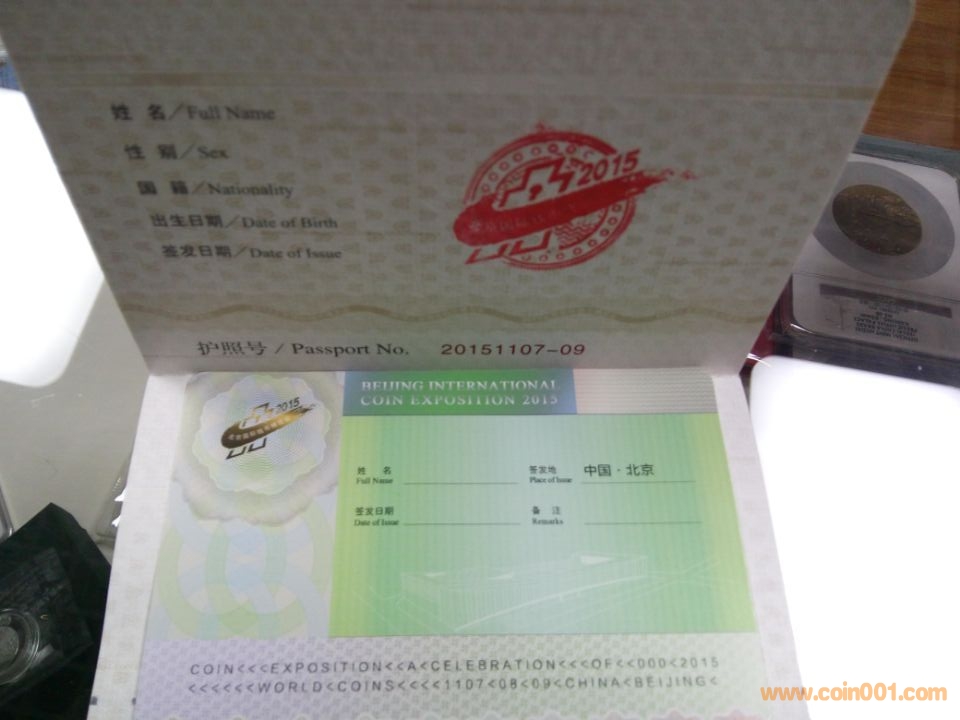 姓 名／Full Name
性 别／Sex
国 籍／Nationality
出生日期／Date of Birth
签发日期／Date of Issue
2015
护照号 / Passport No. 20151107-09
2015
BEIJING INTERNATIONAL
COIN EXPOSITION 2015
姓 名
Full Name
签发地 中国·北京
Place of Issue
签发日期
Date of Issue
备 注
Remarks
COIN<<<EXPOSITION<<A<CELEBRATION<<<OF<<000<2015
<<<<<<WORLD<COINS<<<<1107<08<09<CHINA<BEIJING<
www.coin001.com